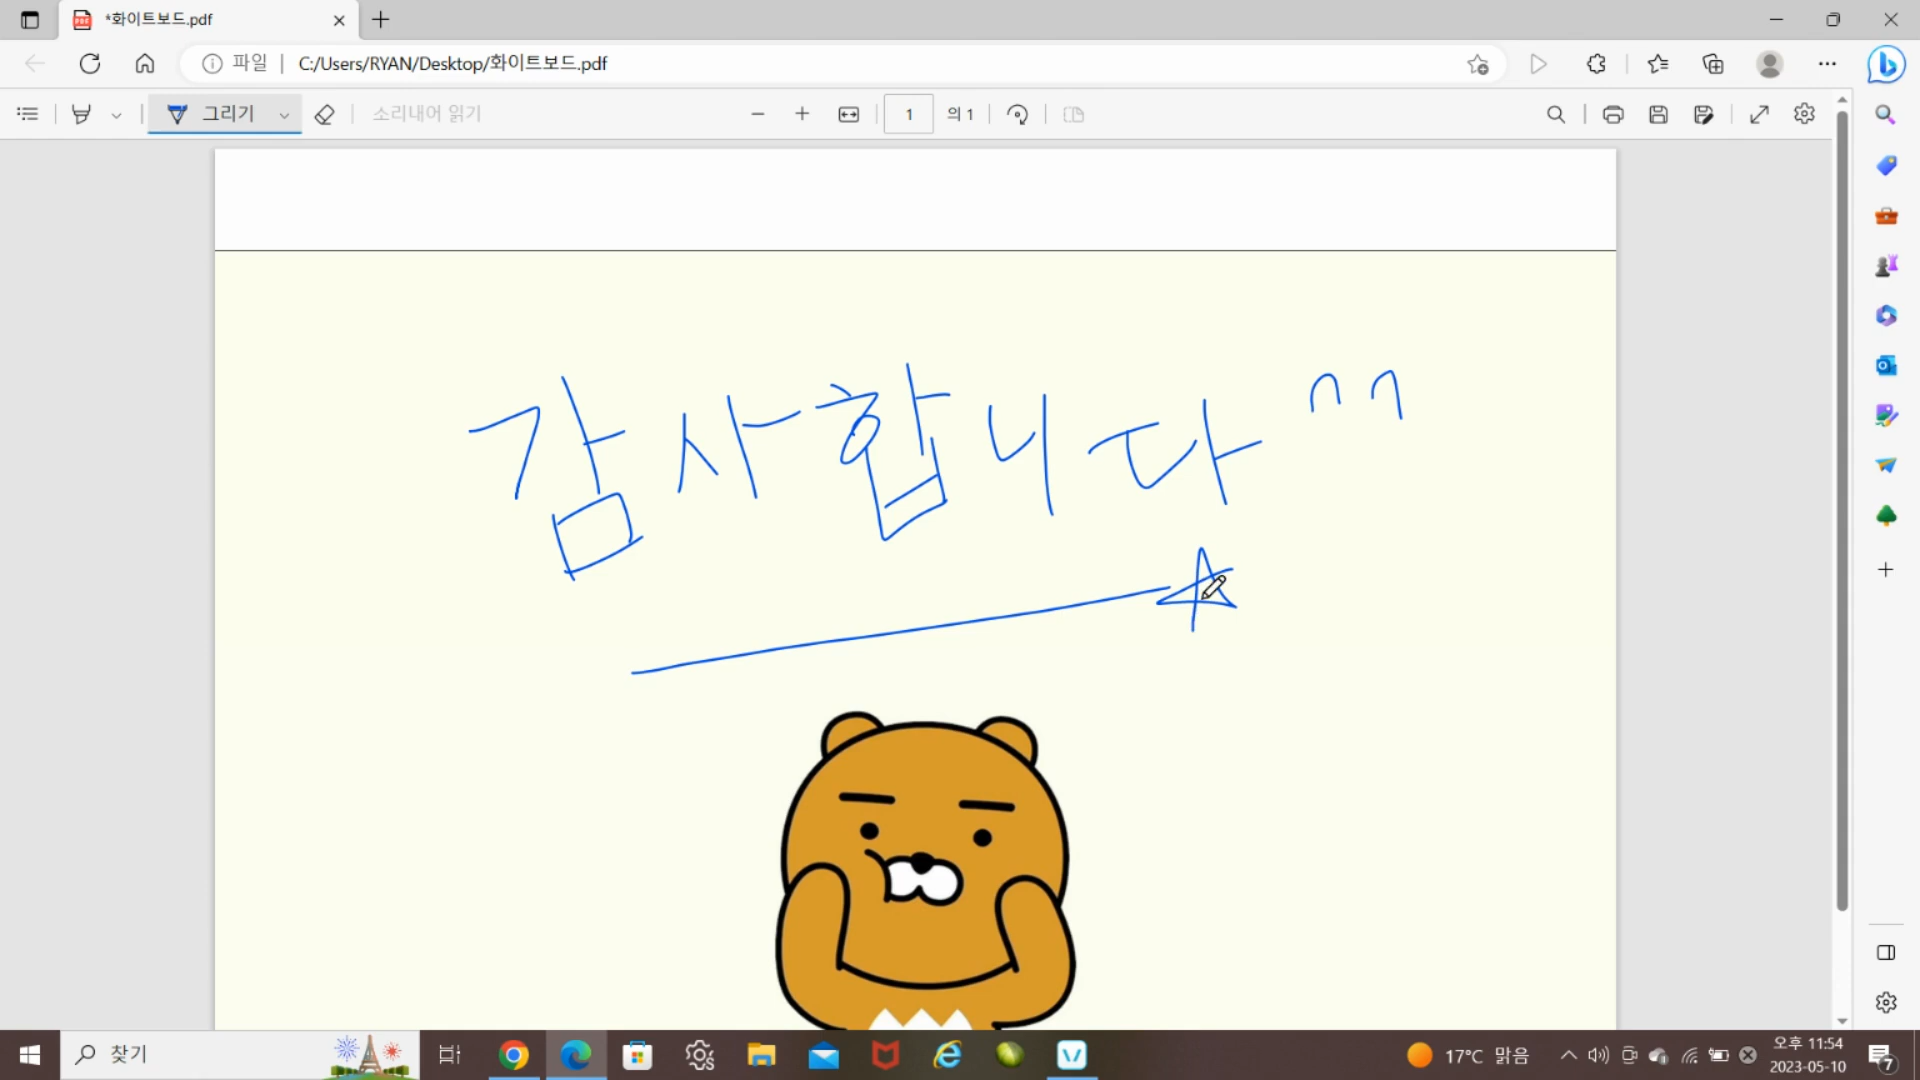 *화이트보드.pdf
파일 | C:/Users/RYAN/Desktop/화이트보드.pdf
그리기 소리내어 읽기 1 의 1
감사합니다 ^^
찾기
17°C 맑음
오후 11:54
2023-05-10
7